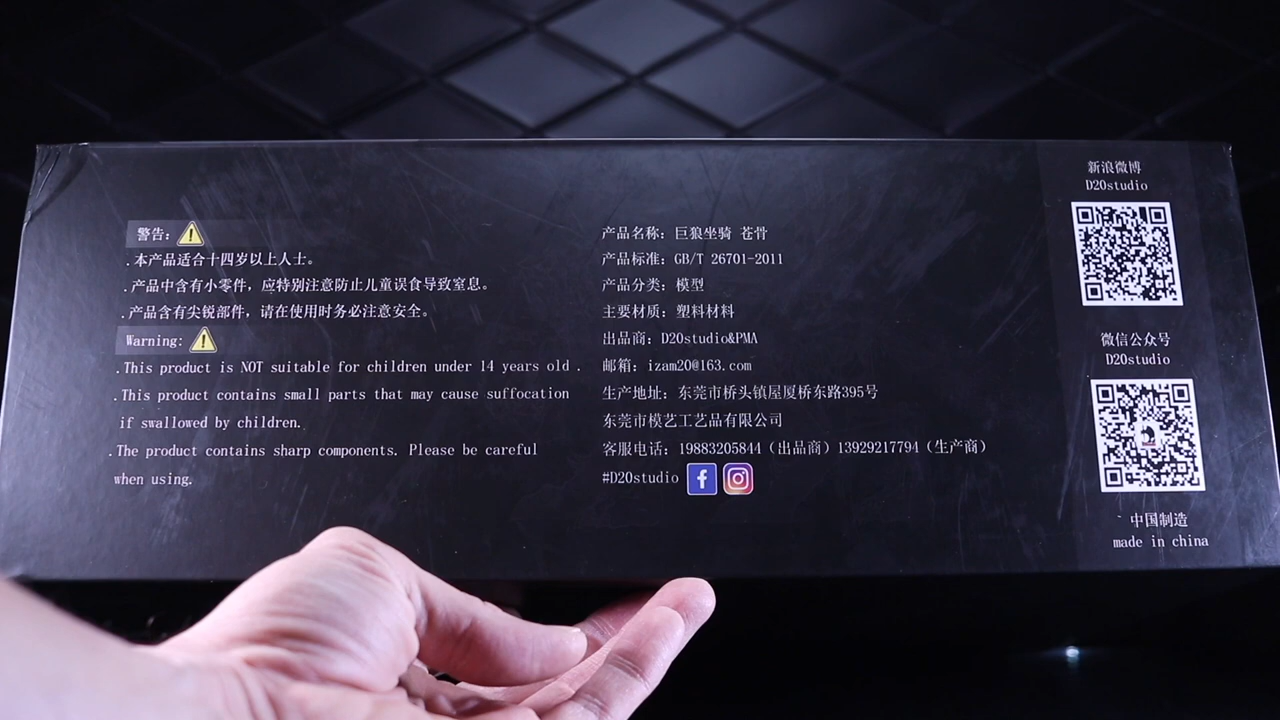 警告：
.本产品适合十四岁以上人士。
.产品中含有小零件，应特别注意防止儿童误食导致窒息。
.产品含有尖锐部件，请在使用时务必注意安全。
Warning:
.This product is NOT suitable for children under 14 years old .
.This product contains small parts that may cause suffocation
if swallowed by children.
.The product contains sharp components. Please be careful
when using.
产品名称：巨狼坐骑 苍骨
产品标准：GB/T 26701-2011
产品分类：模型
主要材质：塑料材料
出品商：D20studio&PMA
邮箱：izam20@163.com
生产地址：东莞市桥头镇屋厦桥东路395号
东莞市模艺工艺品有限公司
客服电话：19883205844（出品商）13929217794（生产商）
#D20studio
新浪微博
D20studio
微信公众号
D20studio
中国制造
made in china